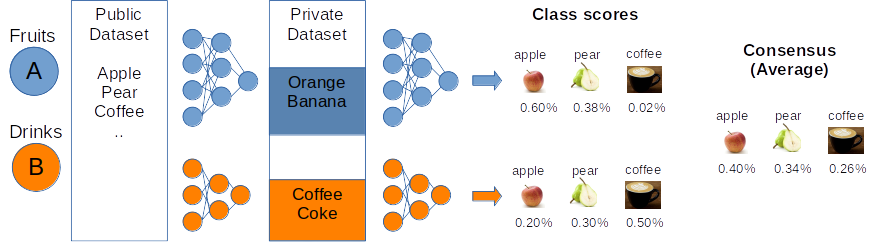 Fruits
A
Drinks
B
Public
Dataset
Apple
Pear
Coffee
..
Private
Dataset
Orange
Banana
Coffee
Coke
Class scores
apple pear coffee
0.60% 0.38% 0.02%
apple pear coffee
0.20% 0.30% 0.50%
Consensus
(Average)
apple pear coffee
0.40% 0.34% 0.26%